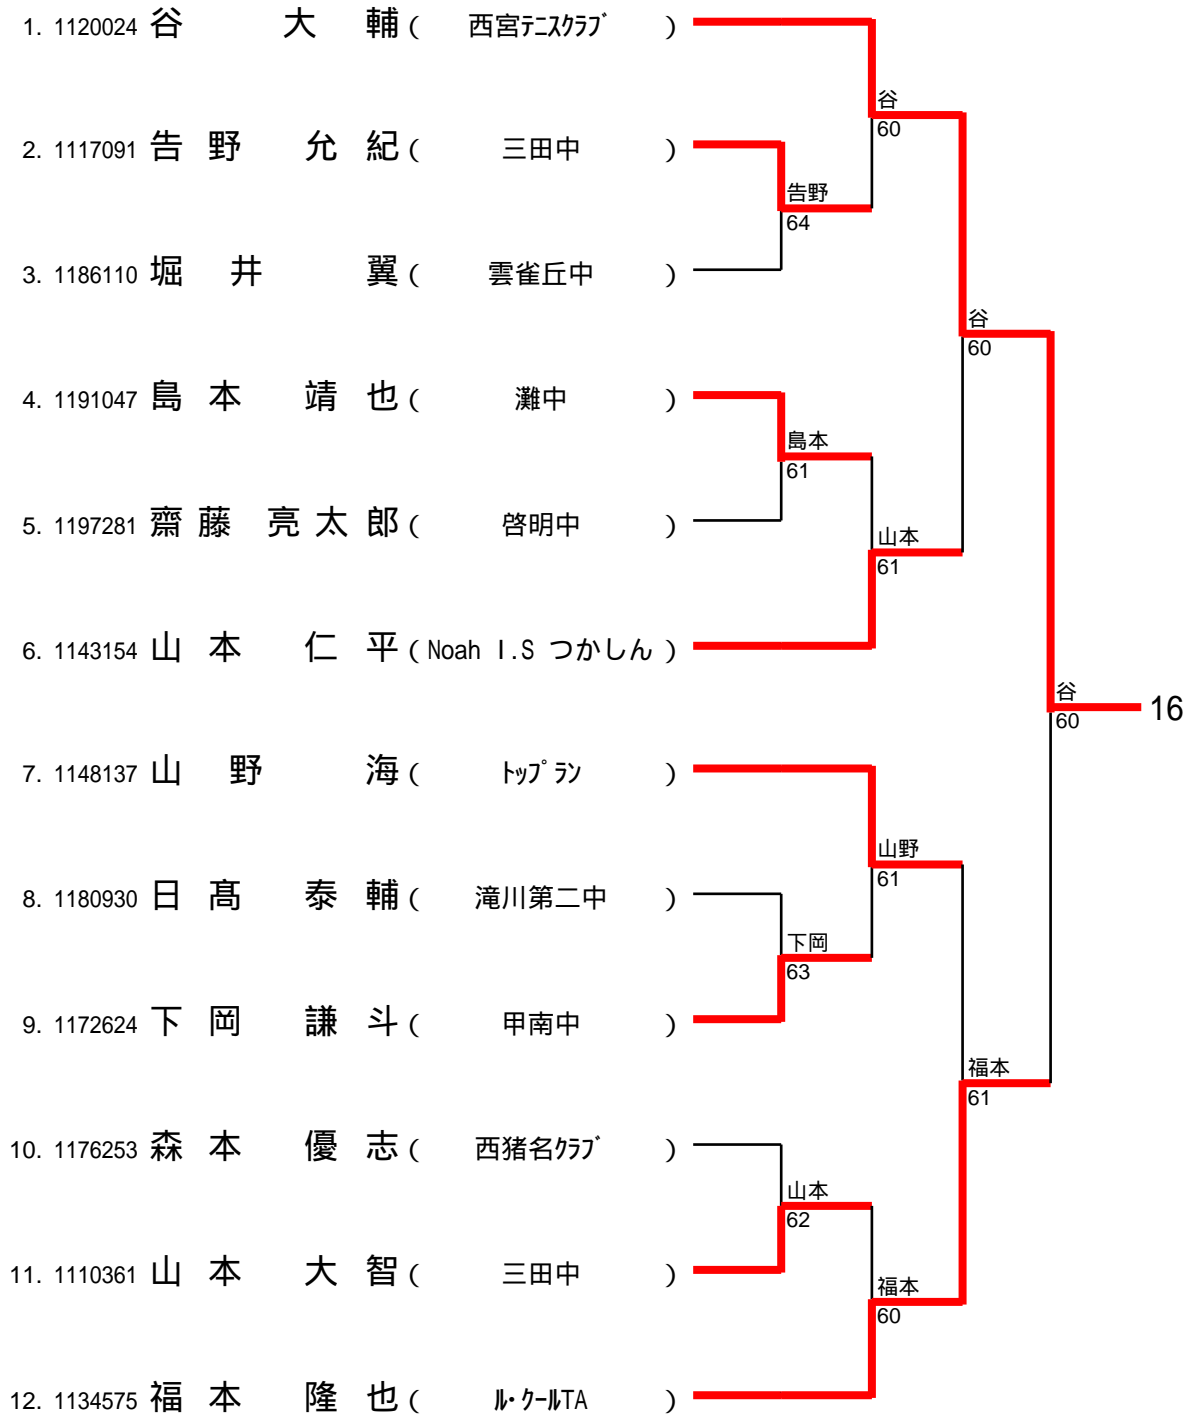 1. 1120024 谷 大 輔 ( 西宮ﾃﾆｽｸﾗﾌﾞ )
谷
60
2. 1117091 告 野 允 紀 ( 三田中 )
告野
64
3. 1186110 堀 井 翼 ( 雲雀丘中 )
谷
60
4. 1191047 島 本 靖 也 ( 灘中 )
島本
61
5. 1197281 齋 藤 亮 太 郎 ( 啓明中 )
山本
61
6. 1143154 山 本 仁 平 ( Noah I.S つかしん )
谷
60
16
7. 1148137 山 野 海 ( ﾄｯﾌﾟﾗﾝ )
山野
61
8. 1180930 日 髙 泰 輔 ( 滝川第二中 )
下岡
63
9. 1172624 下 岡 謙 斗 ( 甲南中 )
福本
61
10. 1176253 森 本 優 志 ( 西猪名ｸﾗﾌﾞ )
山本
62
11. 1110361 山 本 大 智 ( 三田中 )
福本
60
12. 1134575 福 本 隆 也 ( ﾙ･ｸｰﾙTA )